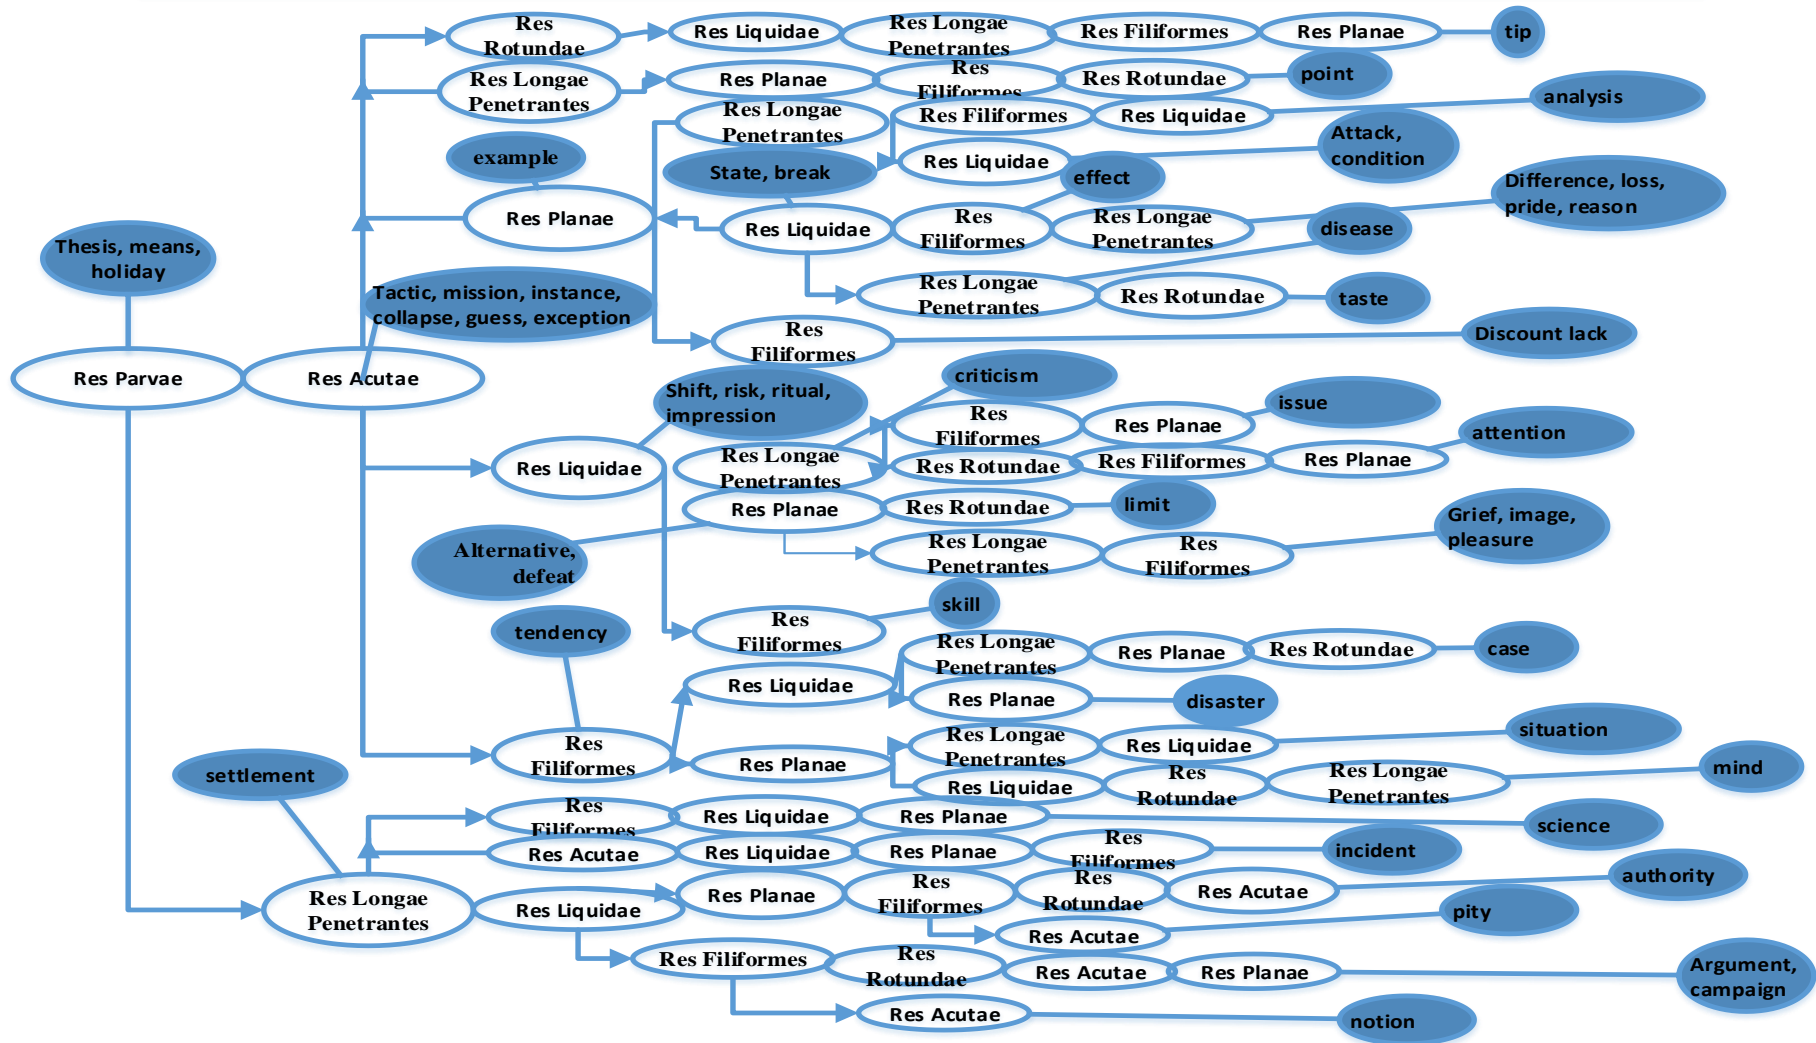 Res
Rotundae
Res Liquidae
Res Longae
Penetrantes
Res Filiformes
Res Planae
tip
Res Longae
Penetrantes
Res Planae
Res
Filiformes
Res Rotundae
point
Res Longae
Penetrantes
Res Filiformes
Res Liquidae
analysis
example
State, break
Res Liquidae
Attack,
condition
effect
Res Planae
Res Liquidae
Res
Filiformes
Res Longae
Penetrantes
Difference, loss,
pride, reason
disease
Thesis, means,
holiday
Tactic, mission, instance,
collapse, guess, exception
Res Longae
Penetrantes
Res Rotundae
taste
Res
Filiformes
Discount lack
Res Parvae
Res Acutae
Shift, risk, ritual,
impression
criticism
Res
Filiformes
Res Planae
issue
Res Liquidae
Res Longae
Penetrantes
Res Rotundae
Res Filiformes
Res Planae
attention
Res Planae
Res Rotundae
limit
Alternative,
defeat
Res Longae
Penetrantes
Res
Filiformes
Grief, image,
pleasure
tendency
Res
Filiformes
skill
Res Liquidae
Res Longae
Penetrantes
Res Planae
Res Rotundae
case
Res Planae
disaster
Res
Filiformes
Res Planae
Res Longae
Penetrantes
Res Liquidae
situation
settlement
Res Liquidae
Res
Rotundae
Res Longae
Penetrantes
mind
Res
Filiformes
Res Liquidae
Res Planae
science
Res Acutae
Res Liquidae
Res Planae
Res
Filiformes
incident
Res Longae
Penetrantes
Res Liquidae
Res Planae
Res
Filiformes
Res
Rotundae
Res Acutae
authority
Res Acutae
pity
Res Filiformes
Res
Rotundae
Res Acutae
Res Planae
Argument,
campaign
Res Acutae
notion